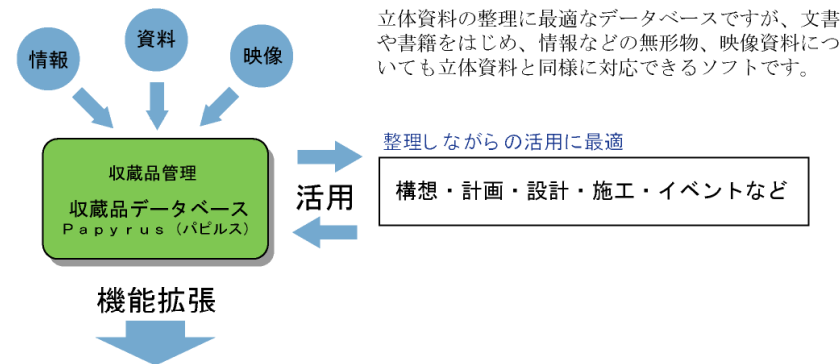 立体資料の整理に最適なデータベースですが、文書
や書籍をはじめ、情報などの無形物、映像資料につ
いても立体資料と同様に対応できるソフトです。
情報
資料
映像
整理しながらの活用に最適
収蔵品管理
収蔵品データベース
Ｐａｐｙｒｕｓ（パピルス）
活用
構想・計画・設計・施工・イベントなど
機能拡張